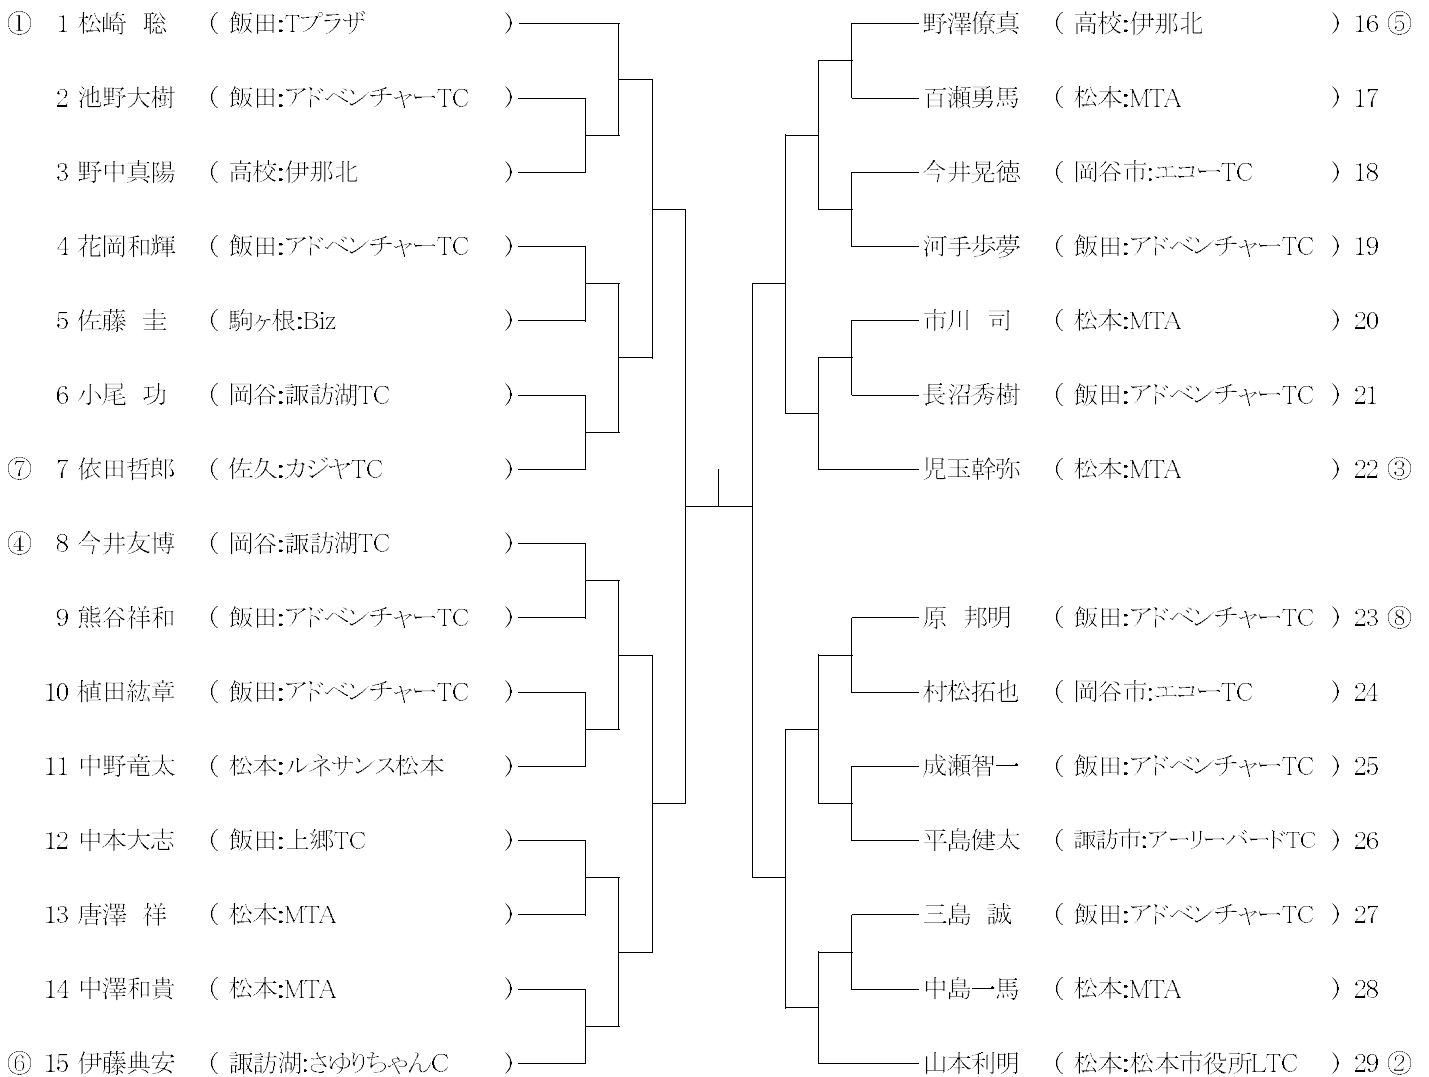 ① 1 松崎　聡 ( 飯田:Tプラザ )
2 池野大樹 ( 飯田:アドベンチャーTC )
3 野中真陽 ( 高校:伊那北 )
4 花岡和輝 ( 飯田:アドベンチャーTC )
5 佐藤　圭 ( 駒ヶ根:Biz )
6 小尾　功 ( 岡谷:諏訪湖TC )
⑦ 7 依田哲郎 ( 佐久:カジヤTC )
④ 8 今井友博 ( 岡谷:諏訪湖TC )
9 熊谷祥和 ( 飯田:アドベンチャーTC )
10 植田紘章 ( 飯田:アドベンチャーTC )
11 中野竜太 ( 松本:ルネサンス松本 )
12 中本大志 ( 飯田:上郷TC )
13 唐澤　祥 ( 松本:MTA )
14 中澤和貴 ( 松本:MTA )
⑥ 15 伊藤典安 ( 諏訪湖:さゆりちゃんC )
野澤僚真 ( 高校:伊那北 ) 16 ⑤
百瀬勇馬 ( 松本:MTA ) 17
今井晃徳 ( 岡谷市:エコーTC ) 18
河手歩夢 ( 飯田:アドベンチャーTC ) 19
市川　司 ( 松本:MTA ) 20
長沼秀樹 ( 飯田:アドベンチャーTC ) 21
児玉幹弥 ( 松本:MTA ) 22 ③
原　邦明 ( 飯田:アドベンチャーTC ) 23 ⑧
村松拓也 ( 岡谷市:エコーTC ) 24
成瀬智一 ( 飯田:アドベンチャーTC ) 25
平島健太 ( 諏訪市:アーリーバードTC ) 26
三島　誠 ( 飯田:アドベンチャーTC ) 27
中島一馬 ( 松本:MTA ) 28
山本利明 ( 松本:松本市役所LTC ) 29 ②